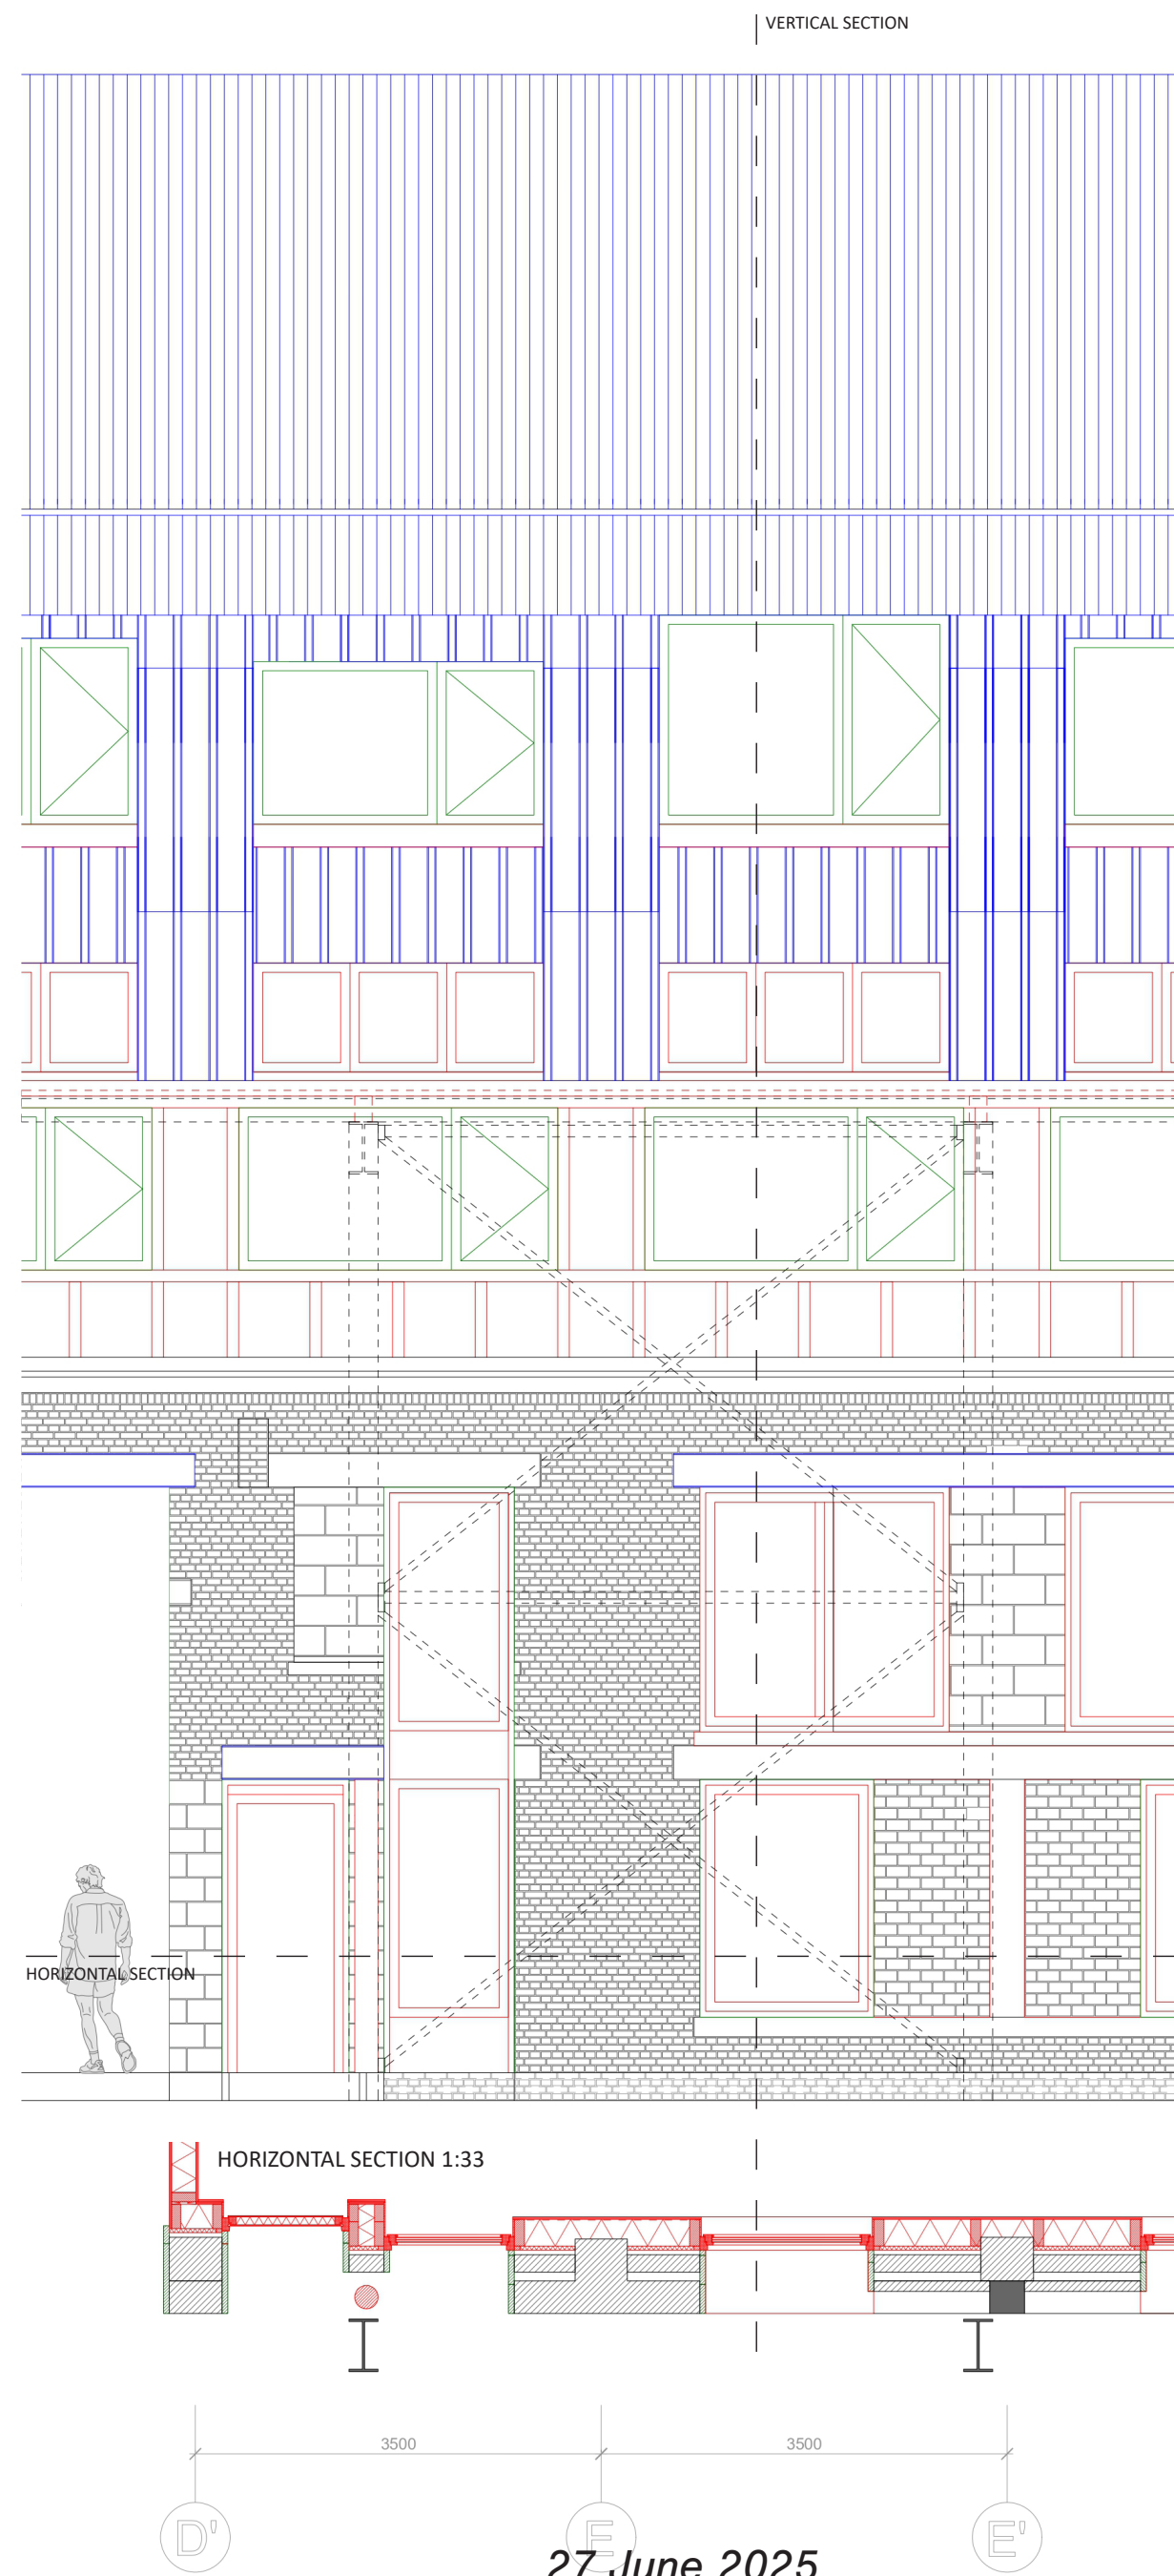 VERTICAL SECTION
HORIZONTAL SECTION
HORIZONTAL SECTION 1:33
3500 3500
D' E E'
27 June 2025